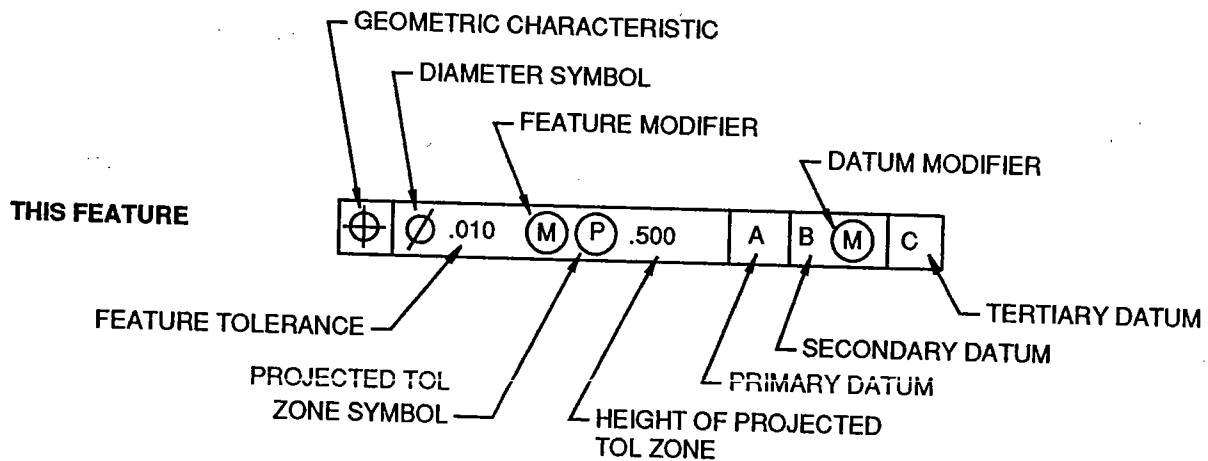 GEOMETRIC CHARACTERISTIC
DIAMETER SYMBOL
FEATURE MODIFIER
DATUM MODIFIER
THIS FEATURE
⌖ Ø .010 Ⓜ Ⓟ .500 A B Ⓜ C
FEATURE TOLERANCE
TERTIARY DATUM
SECONDARY DATUM
PRIMARY DATUM
PROJECTED TOL
ZONE SYMBOL
HEIGHT OF PROJECTED
TOL ZONE